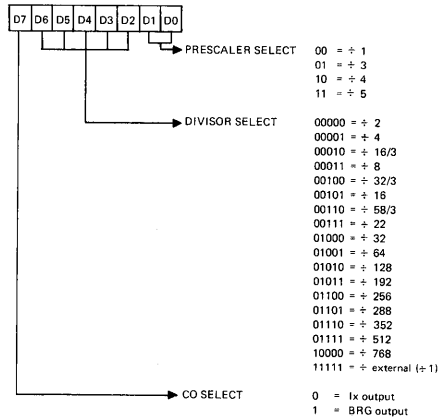 D7 D6 D5 D4 D3 D2 D1 D0
PRESCALER SELECT
00 = ÷ 1
01 = ÷ 3
10 = ÷ 4
11 = ÷ 5
DIVISOR SELECT
00000 = ÷ 2
00001 = ÷ 4
00010 = ÷ 16/3
00011 = ÷ 8
00100 = ÷ 32/3
00101 = ÷ 16
00110 = ÷ 58/3
00111 = ÷ 22
01000 = ÷ 32
01001 = ÷ 64
01010 = ÷ 128
01011 = ÷ 192
01100 = ÷ 256
01101 = ÷ 288
01110 = ÷ 352
01111 = ÷ 512
10000 = ÷ 768
11111 = ÷ external (÷1)
CO SELECT
0 = Ix output
1 = BRG output